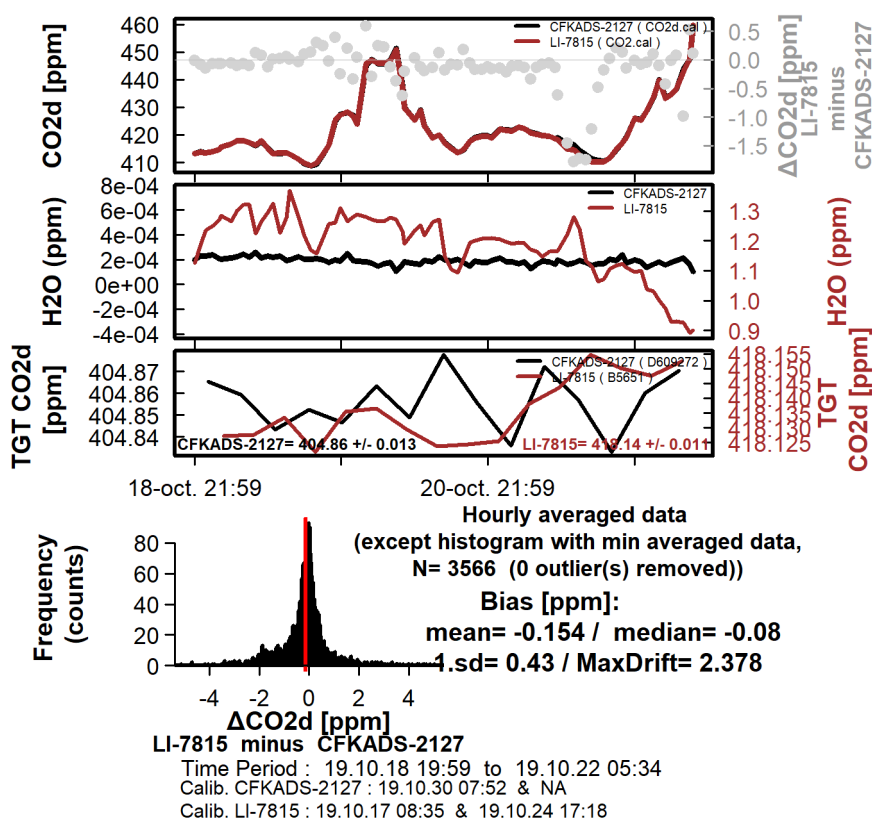 460
450
440
430
420
410
CO2d [ppm]
CFKADS-2127 ( CO2d.cal )
LI-7815 ( CO2.cal )
0.5
0.0
-0.5
-1.0
-1.5
ΔCO2d [ppm]
LI-7815
minus
CFKADS-2127
8e-04
6e-04
4e-04
2e-04
0e+00
-2e-04
-4e-04
H2O (ppm)
CFKADS-2127
LI-7815
1.3
1.2
1.1
1.0
0.9
H2O (ppm)
404.87
404.86
404.85
404.84
TGT CO2d
[ppm]
CFKADS-2127 ( D609272 )
LI-7815 ( B5651 )
CFKADS-2127= 404.86 +/- 0.013
LI-7815= 418.14 +/- 0.011
418.155
418.125
TGT
CO2d [ppm]
18-oct. 21:59
20-oct. 21:59
Frequency
(counts)
80
60
40
20
0
-4
-2
0
2
4
ΔCO2d [ppm]
LI-7815 minus CFKADS-2127
Hourly averaged data
(except histogram with min averaged data,
N= 3566 (0 outlier(s) removed))
Bias [ppm]:
mean= -0.154 / median= -0.08
1.sd= 0.43 / MaxDrift= 2.378
Time Period : 19.10.18 19:59 to 19.10.22 05:34
Calib. CFKADS-2127 : 19.10.30 07:52 & NA
Calib. LI-7815 : 19.10.17 08:35 & 19.10.24 17:18